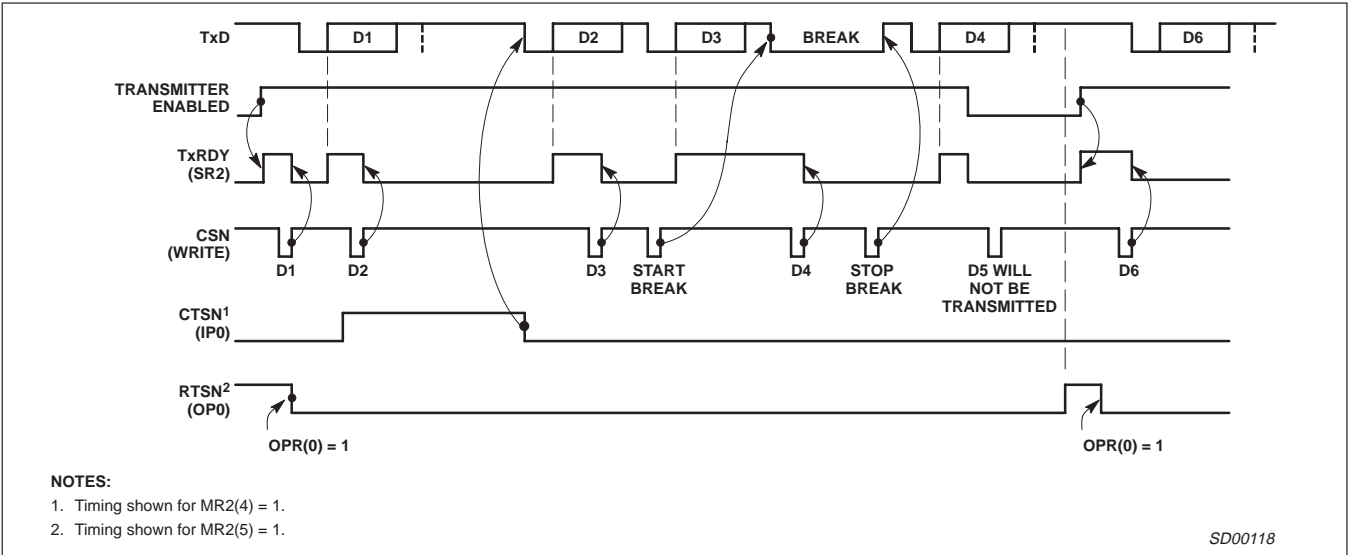 TxD
D1
D2
D3
BREAK
D4
D6
TRANSMITTER
ENABLED
TxRDY
(SR2)
CSN
(WRITE)
D1
D2
D3
START
BREAK
D4
STOP
BREAK
D5 WILL
NOT BE
TRANSMITTED
D6
CTSN1
(IP0)
RTSN2
(OP0)
OPR(0) = 1
OPR(0) = 1
NOTES:
1. Timing shown for MR2(4) = 1.
2. Timing shown for MR2(5) = 1.
SD00118